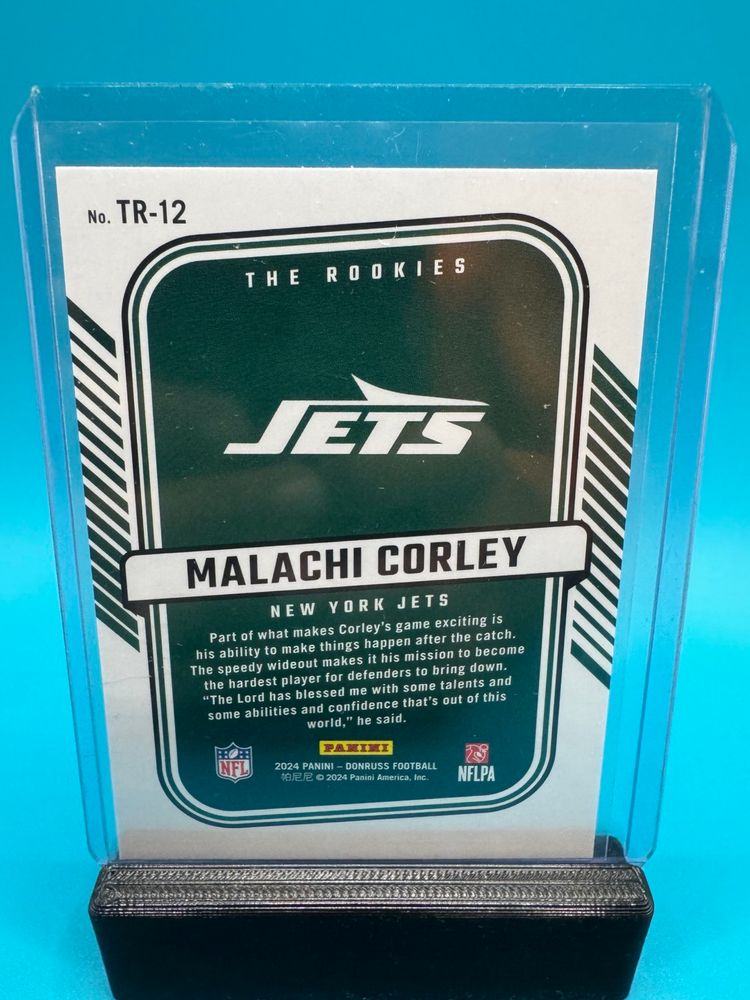 No. TR-12
THE ROOKIES
JETS
MALACHI CORLEY
NEW YORK JETS
Part of what makes Corley's game exciting is
his ability to make things happen after the catch.
The speedy wideout makes it his mission to become
the hardest player for defenders to bring down.
“The Lord has blessed me with some talents and
some abilities and confidence that's out of this
world,” he said.
PANINI
NFL
2024 PANINI – DONRUSS FOOTBALL
帕尼尼 © 2024 Panini America, Inc.
NFLPA